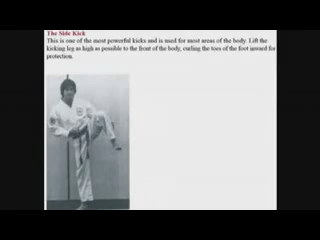 The Side Kick
This is one of the most powerful kicks and is used for most areas of the body. Lift the
kicking leg as high as possible to the front of the body, curling the toes of the foot inward for
protection.